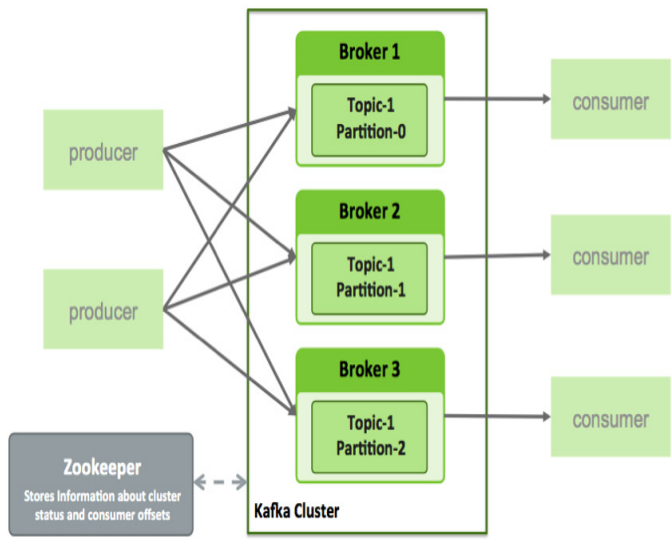 Broker 1
Topic-1
Partition-0
consumer
producer
Broker 2
Topic-1
Partition-1
consumer
producer
Broker 3
Topic-1
Partition-2
consumer
Zookeeper
Stores Information about cluster
status and consumer offsets
Kafka Cluster